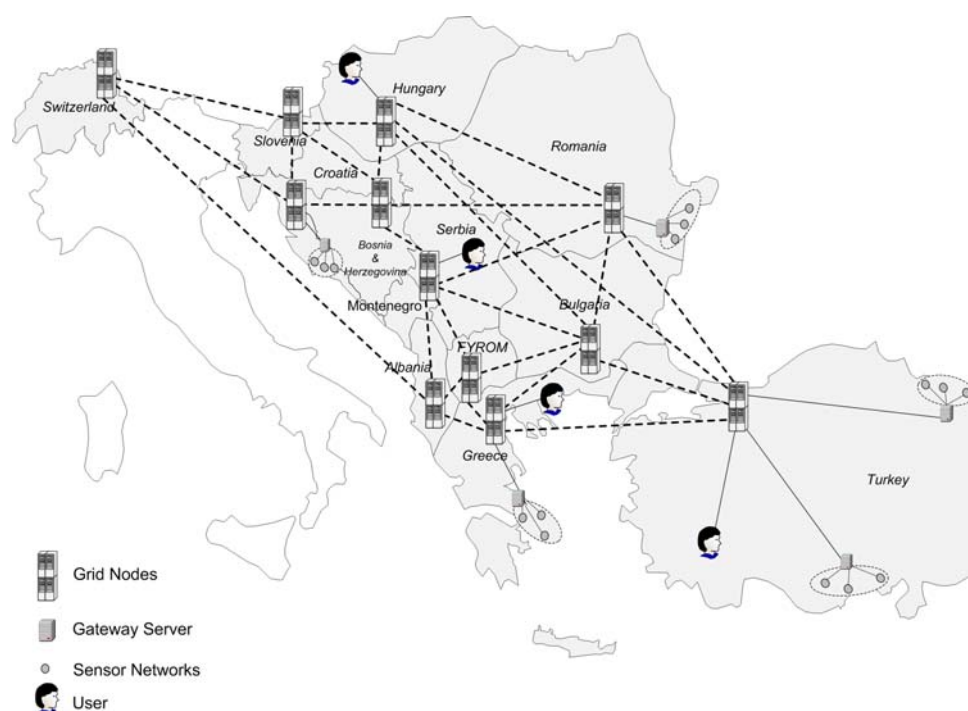 Hungary
Switzerland
Slovenia
Romania
Croatia
Serbia
Bosnia
&
Herzegovina
Montenegro
Bulgaria
FYROM
Albania
Greece
Turkey
Grid Nodes
Gateway Server
Sensor Networks
User